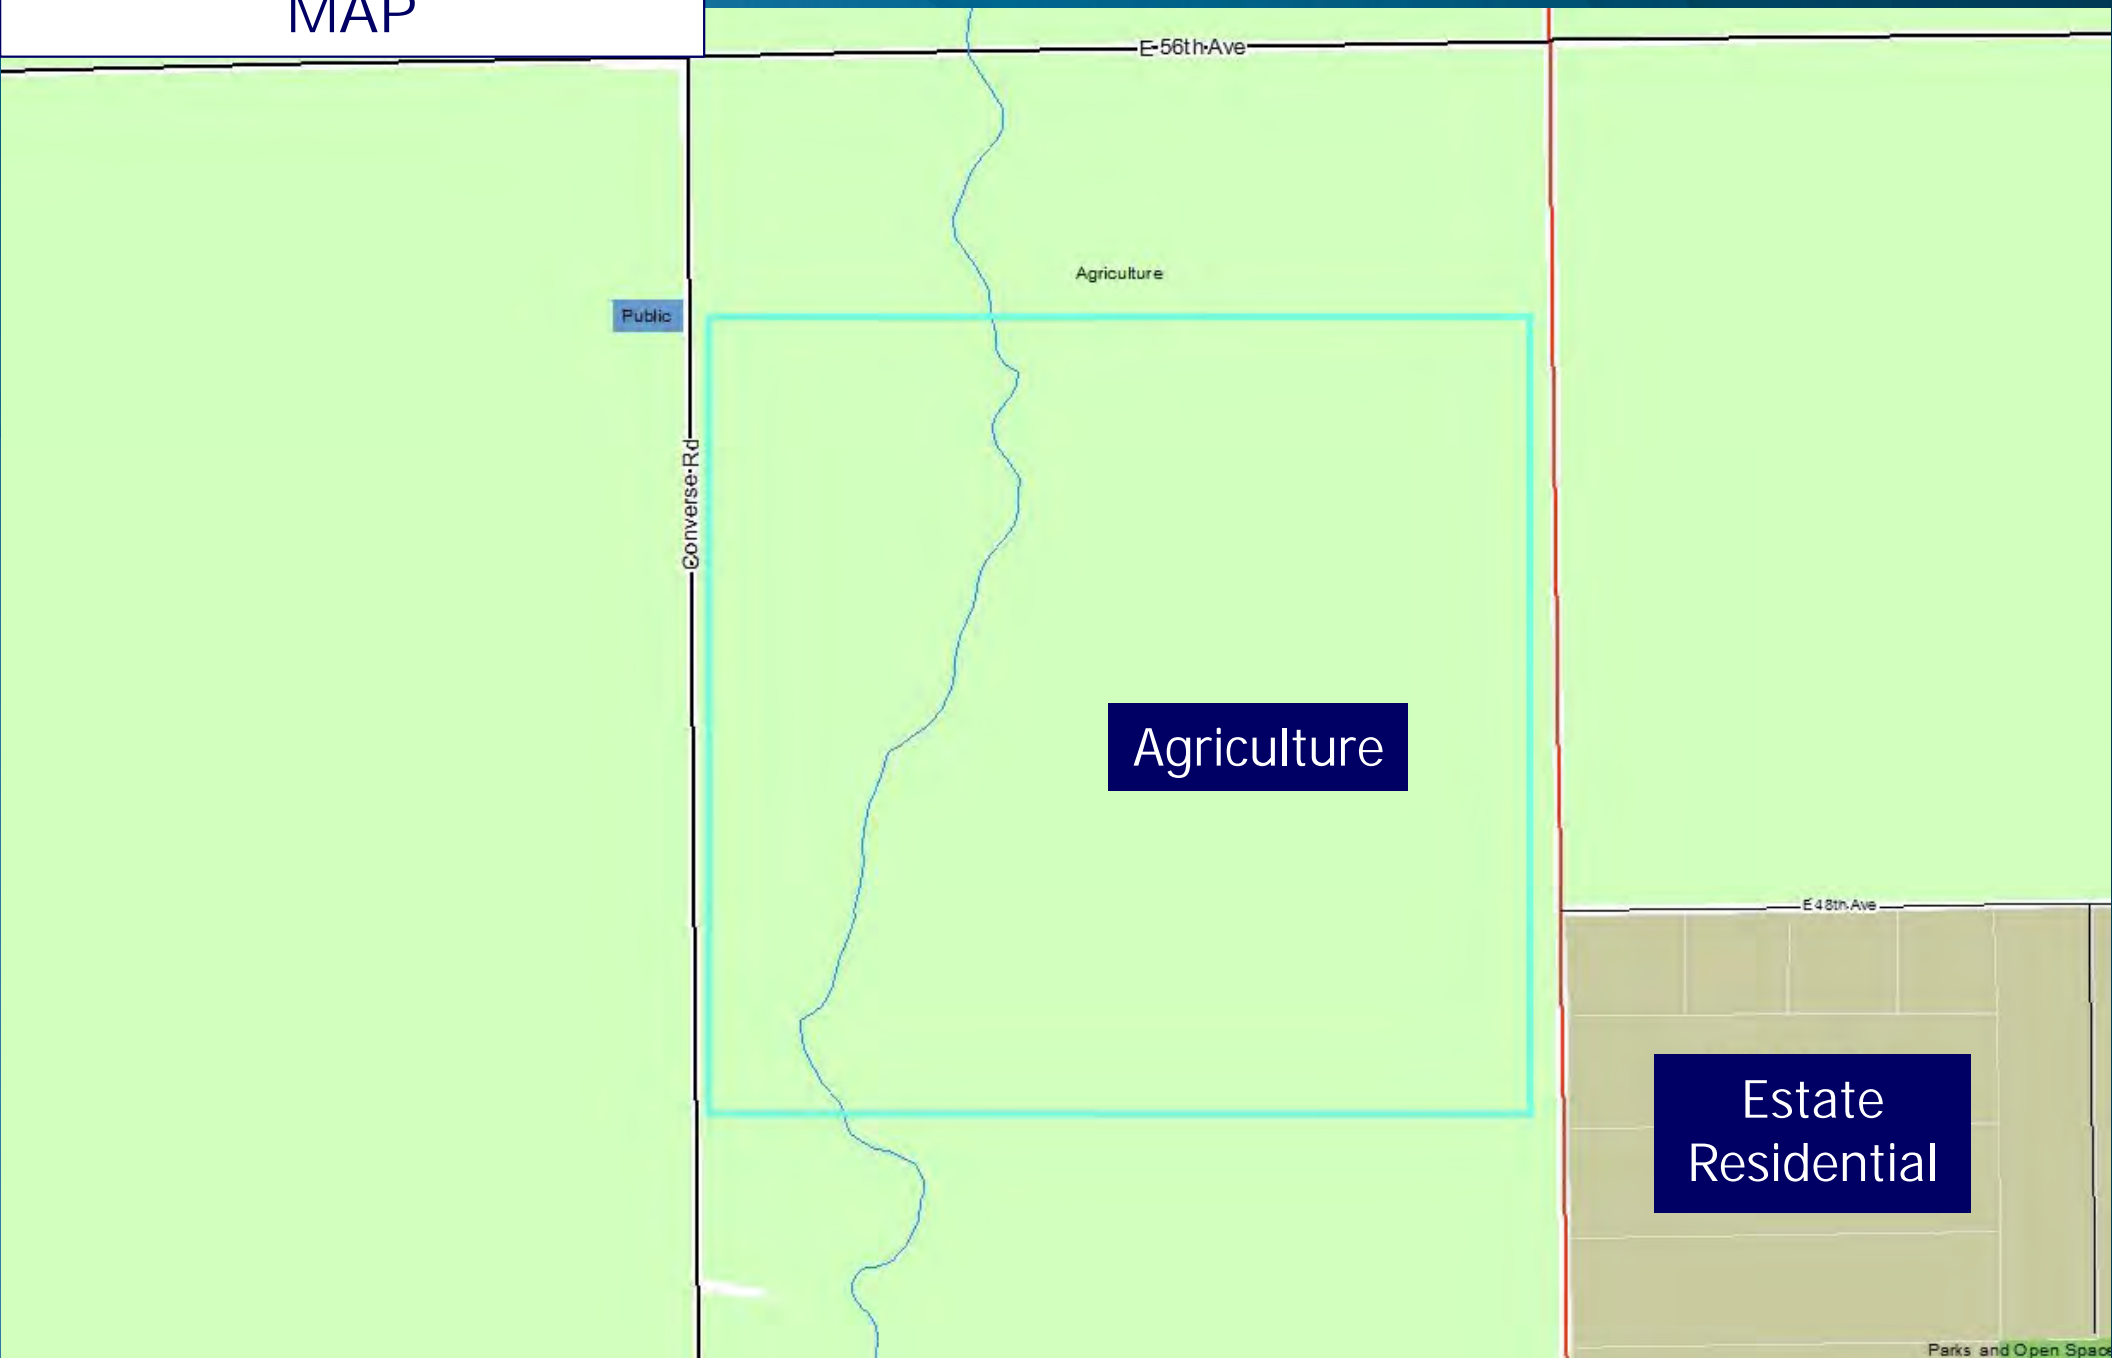 MAP
E 56th Ave
Agriculture
Public
Converse Rd
Agriculture
E 48th Ave
Estate
Residential
Parks and Open Space